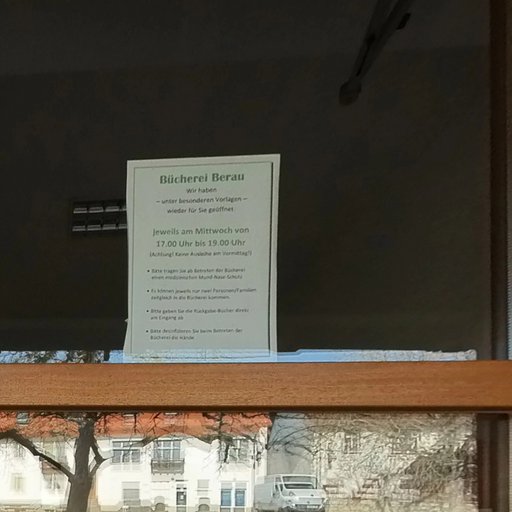 Bücherei Berau
Wir haben
– unter besonderen Vorlagen –
wieder für Sie geöffnet
Jeweils am Mittwoch von
17.00 Uhr bis 19.00 Uhr
(Achtung! Keine Ausleihe am Vormittag!)
• Bitte tragen Sie ab Betreten der Bücherei
einen medizinischen Mund-Nase-Schutz
• Es können jeweils nur zwei Personen/Familien
zeitgleich in die Bücherei kommen.
• Bitte geben Sie die Rückgabe-Bücher direkt
am Eingang ab
• Bitte desinfizieren Sie beim Betreten der
Bücherei die Hände